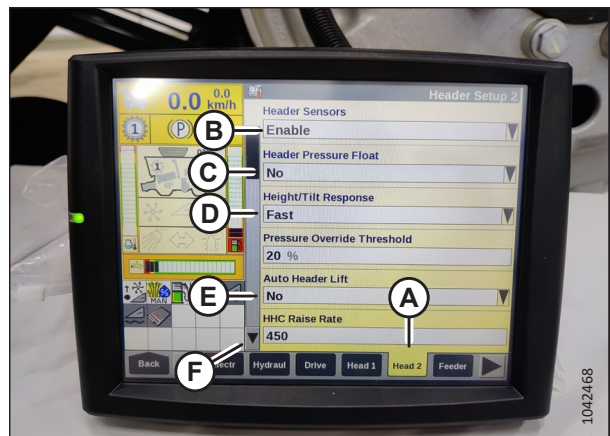 0.0 0.0
km/h
Header Setup 2
1
(P)
1
Header Sensors
B
Enable
Header Pressure Float
C
No
Height/Tilt Response
D
Fast
Pressure Override Threshold
20 %
Auto Header Lift
E
No
MAN
A
HHC Raise Rate
450
F
Back
Hydraul
Drive
Head 1
Head 2
Feeder
1042468